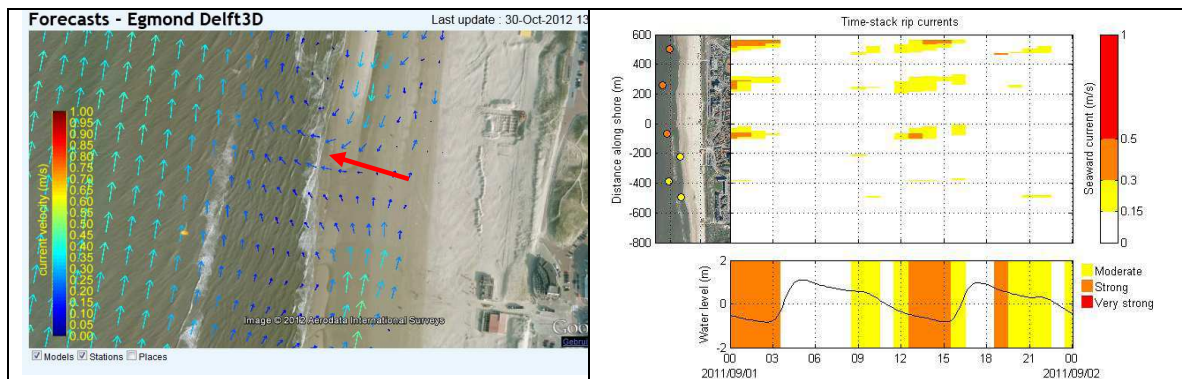 Forecasts - Egmond Delft3D
Last update : 30-Oct-2012 13
current velocity (m/s)
1.00
0.90
0.80
0.75
0.70
0.65
0.60
0.55
0.50
0.45
0.40
0.35
0.30
0.25
0.20
0.15
0.10
0.05
0.00
Image © 2012 Aerodata International Surveys
Goo
Gebrui
Models Stations Places
Time-stack rip currents
Distance along shore (m)
600
400
200
0
-200
-400
-600
-800
Seaward current (m/s)
1
0.5
0.3
0.15
0
Water level (m)
2
0
-2
00 03 06 09 12 15 18 21 00
2011/09/01 2011/09/02
Moderate
Strong
Very strong